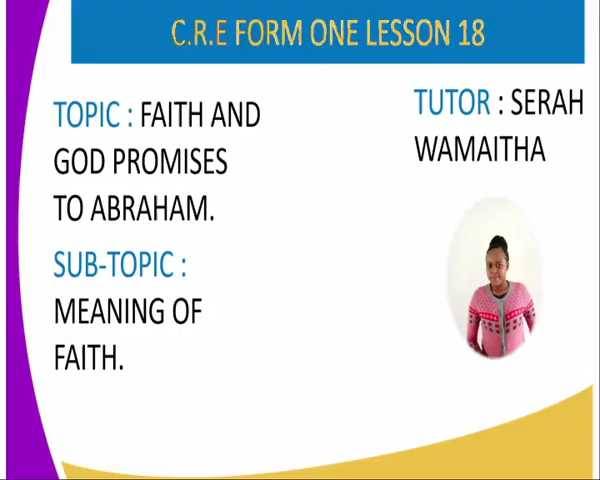 C.R.E FORM ONE LESSON 18
TOPIC : FAITH AND
GOD PROMISES
TO ABRAHAM.
SUB-TOPIC :
MEANING OF
FAITH.
TUTOR : SERAH
WAMAITHA